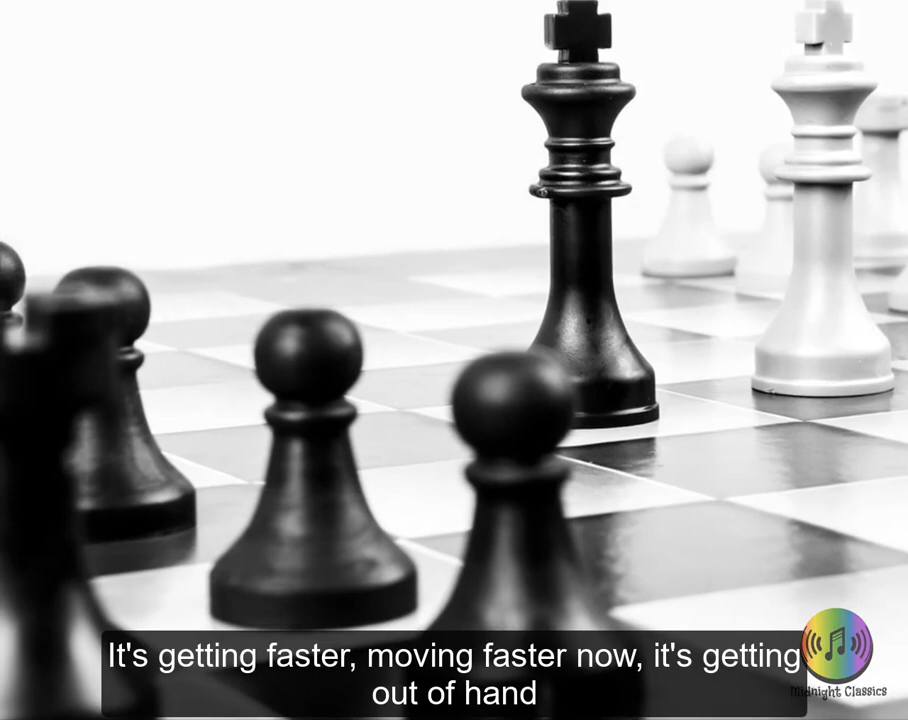 It's getting faster, moving faster now, it's getting
out of hand
Midnight Classics